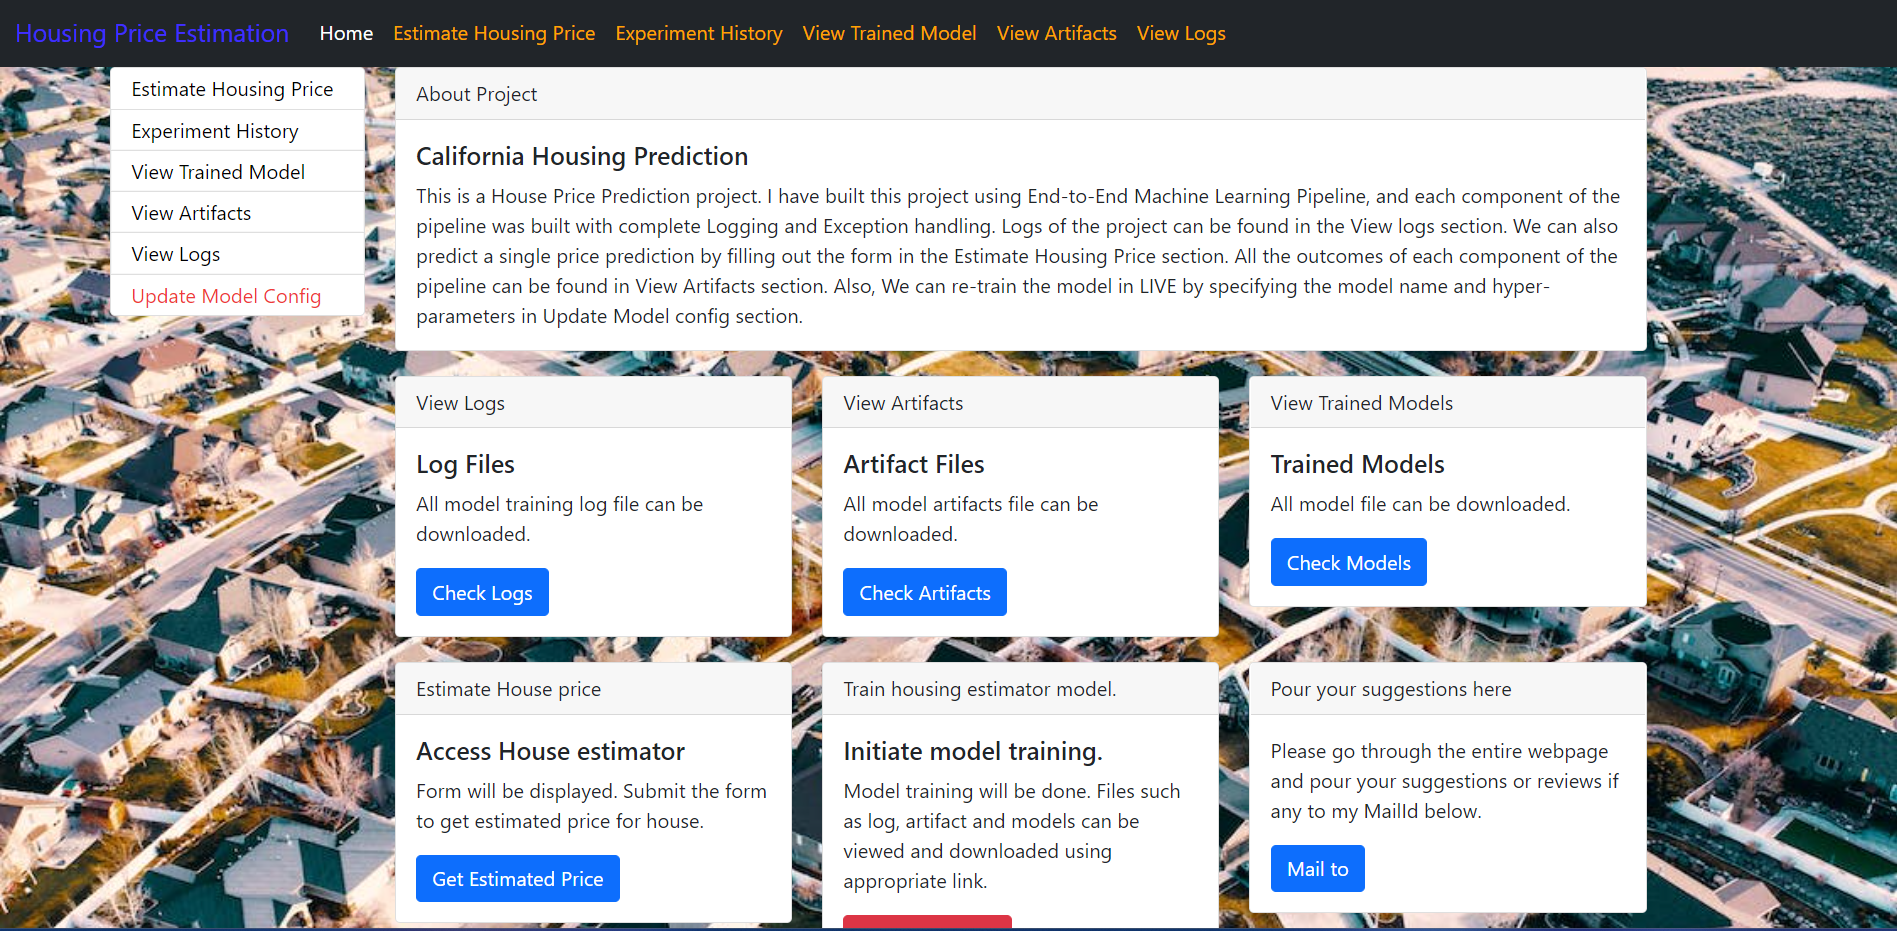 Housing Price Estimation Home Estimate Housing Price Experiment History View Trained Model View Artifacts View Logs
Estimate Housing Price
Experiment History
View Trained Model
View Artifacts
View Logs
Update Model Config
About Project
California Housing Prediction
This is a House Price Prediction project. I have built this project using End-to-End Machine Learning Pipeline, and each component of the
pipeline was built with complete Logging and Exception handling. Logs of the project can be found in the View logs section. We can also
predict a single price prediction by filling out the form in the Estimate Housing Price section. All the outcomes of each component of the
pipeline can be found in View Artifacts section. Also, We can re-train the model in LIVE by specifying the model name and hyper-
parameters in Update Model config section.
View Logs
Log Files
All model training log file can be
downloaded.
Check Logs
View Artifacts
Artifact Files
All model artifacts file can be
downloaded.
Check Artifacts
View Trained Models
Trained Models
All model file can be downloaded.
Check Models
Estimate House price
Access House estimator
Form will be displayed. Submit the form
to get estimated price for house.
Get Estimated Price
Train housing estimator model.
Initiate model training.
Model training will be done. Files such
as log, artifact and models can be
viewed and downloaded using
appropriate link.
Pour your suggestions here
Please go through the entire webpage
and pour your suggestions or reviews if
any to my MailId below.
Mail to